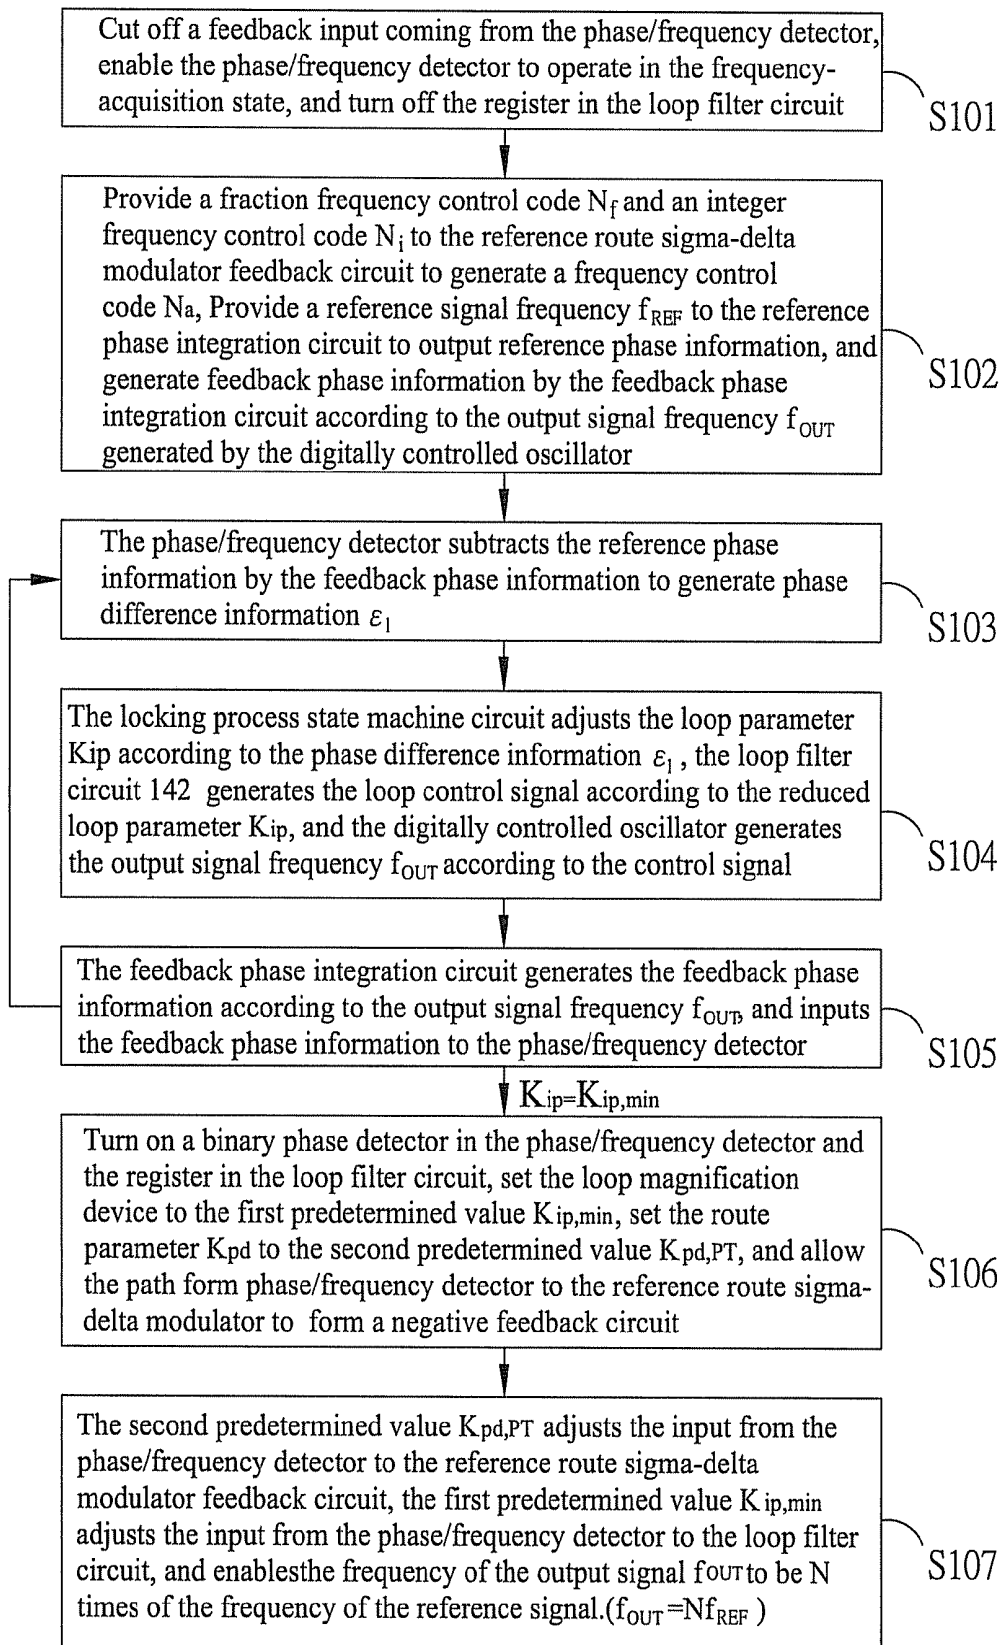 Cut off a feedback input coming from the phase/frequency detector,
enable the phase/frequency detector to operate in the frequency-
acquisition state, and turn off the register in the loop filter circuit
S101
Provide a fraction frequency control code Nf and an integer
frequency control code Ni to the reference route sigma-delta
modulator feedback circuit to generate a frequency control
code Na, Provide a reference signal frequency fREF to the reference
phase integration circuit to output reference phase information, and
generate feedback phase information by the feedback phase
integration circuit according to the output signal frequency fOUT
generated by the digitally controlled oscillator
S102
The phase/frequency detector subtracts the reference phase
information by the feedback phase information to generate phase
difference information ε1
S103
The locking process state machine circuit adjusts the loop parameter
Kip according to the phase difference information ε1 , the loop filter
circuit 142 generates the loop control signal according to the reduced
loop parameter Kip, and the digitally controlled oscillator generates
the output signal frequency fOUT according to the control signal
S104
The feedback phase integration circuit generates the feedback phase
information according to the output signal frequency fOUT, and inputs
the feedback phase information to the phase/frequency detector
S105
Kip=Kip,min
Turn on a binary phase detector in the phase/frequency detector and
the register in the loop filter circuit, set the loop magnification
device to the first predetermined value Kip,min, set the route
parameter Kpd to the second predetermined value Kpd,PT, and allow
the path form phase/frequency detector to the reference route sigma-
delta modulator to form a negative feedback circuit
S106
The second predetermined value Kpd,PT adjusts the input from the
phase/frequency detector to the reference route sigma-delta
modulator feedback circuit, the first predetermined value Kip,min
adjusts the input from the phase/frequency detector to the loop filter
circuit, and enablesthe frequency of the output signal fOUT to be N
times of the frequency of the reference signal.(fOUT=NfREF )
S107